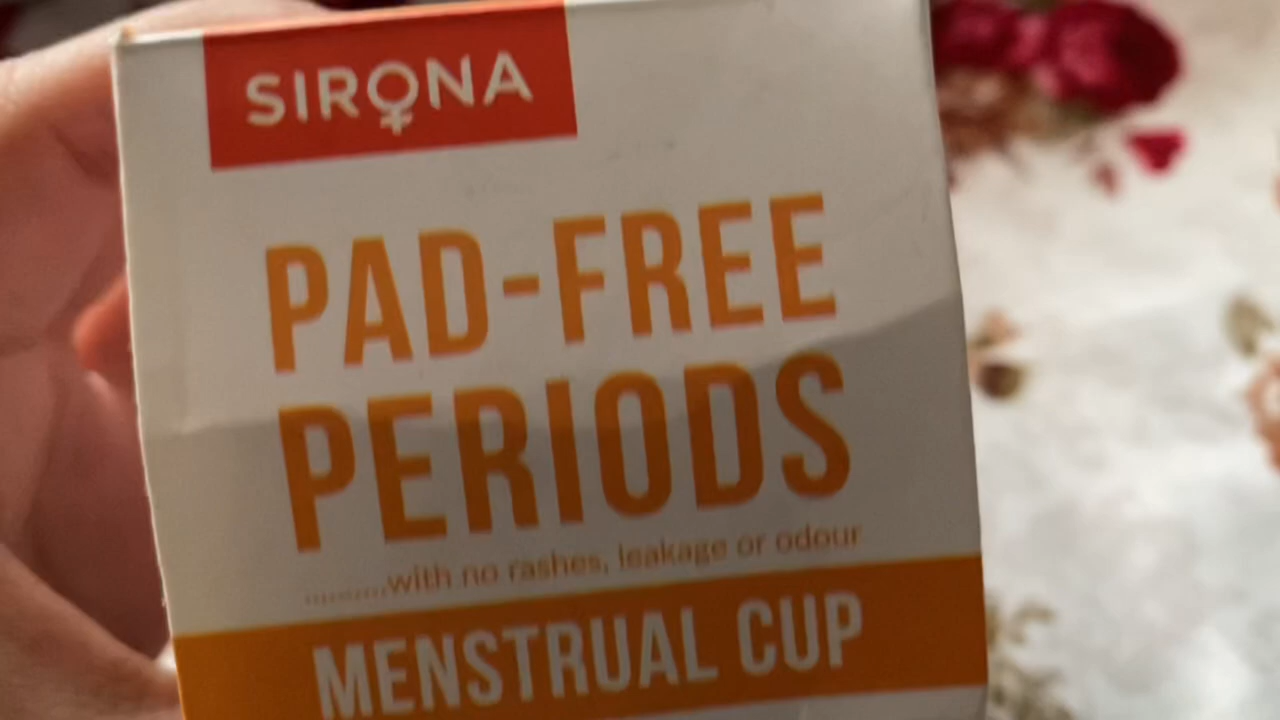 SIRONA
PAD-FREE
PERIODS
..........with no rashes, leakage or odour
MENSTRUAL CUP